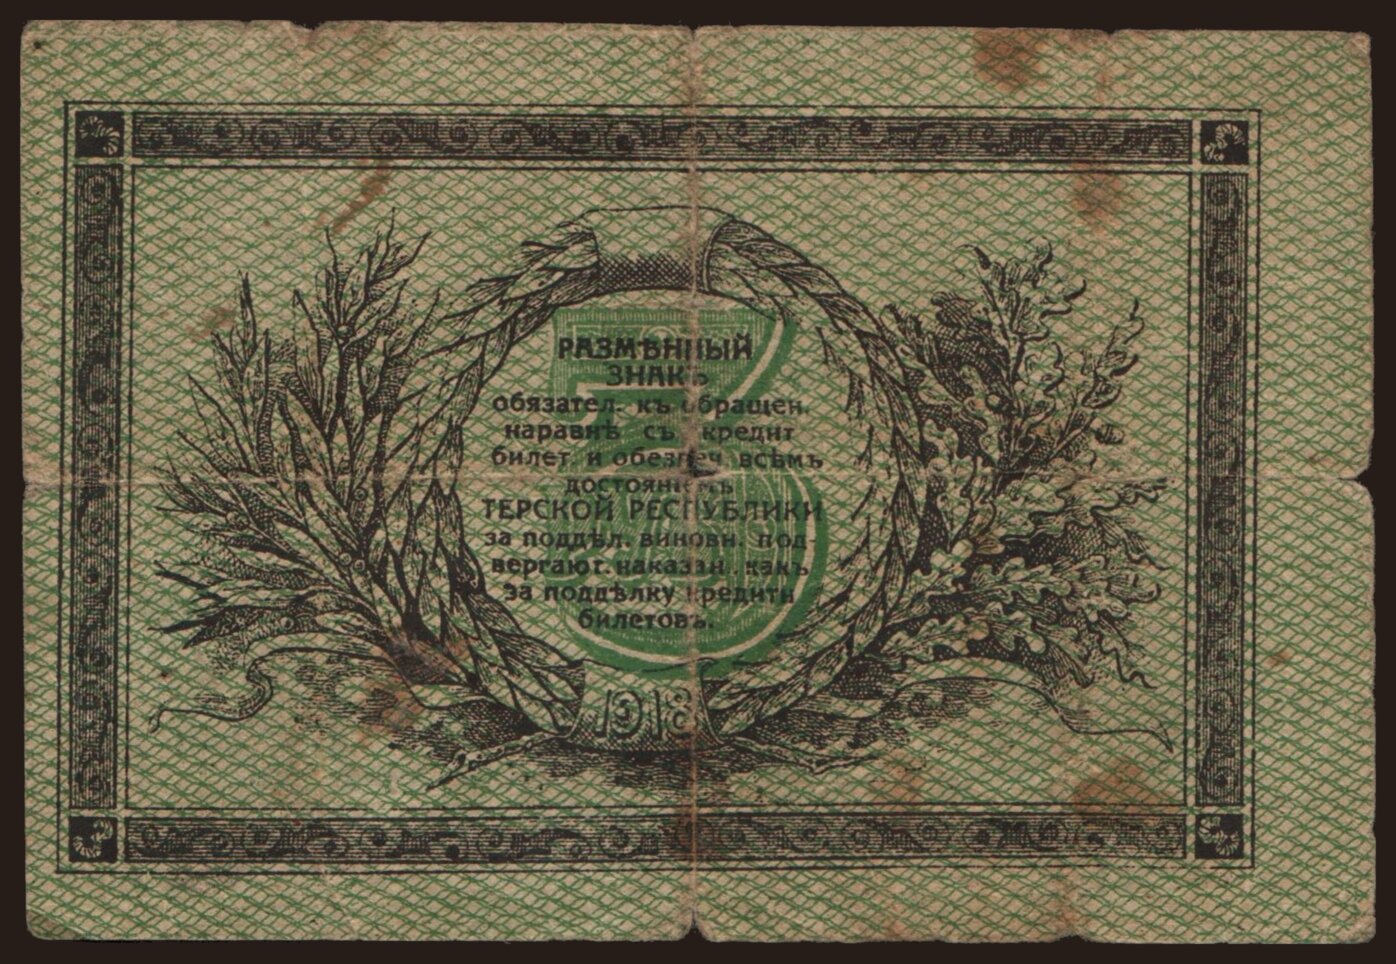 РАЗМѢННЫЙ
ЗНАКЪ
обязател. къ обращен.
наравнѣ съ кредит
билет. и обезпеч. всѣмъ
достояніемъ
ТЕРСКОЙ РЕСПУБЛИКИ
за поддѣл. виновн. под-
вергают. наказан. какъ
за поддѣлку кредитн
билетовъ.
3
1918